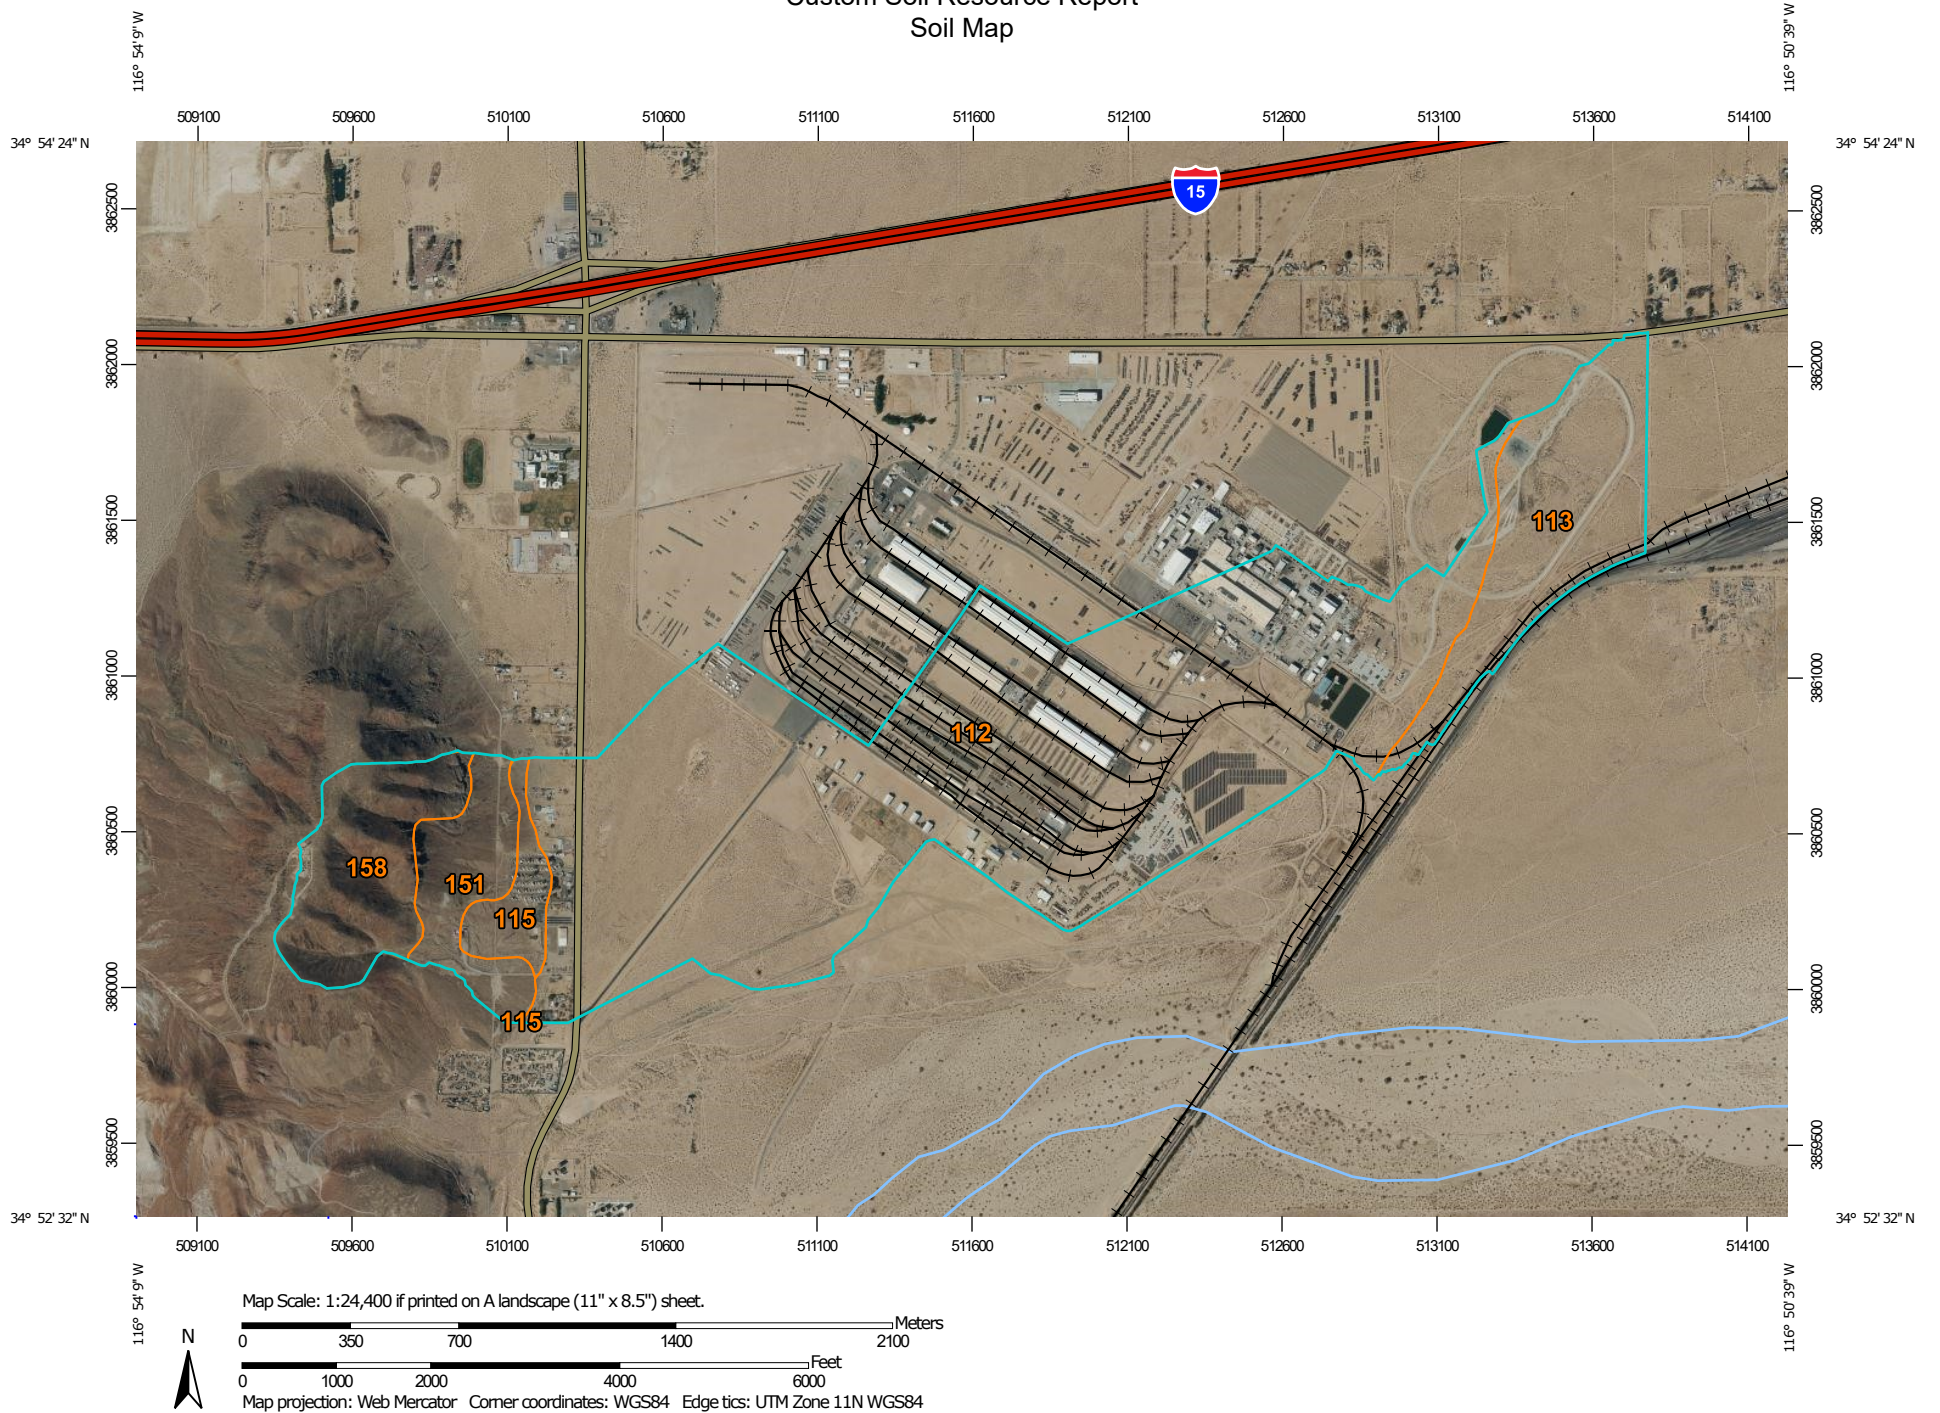 Custom Soil Resource Report
Soil Map
116° 54' 9" W
116° 50' 39" W
509100 509600 510100 510600 511100 511600 512100 512600 513100 513600 514100
34° 54' 24" N
34° 54' 24" N
3862500
3862500
15
3862000
3862000
3861500
3861500
113
3861000
3861000
112
3860500
3860500
158
151
115
3860000
3860000
115
3859500
3859500
34° 52' 32" N
34° 52' 32" N
509100 509600 510100 510600 511100 511600 512100 512600 513100 513600 514100
116° 54' 9" W
116° 50' 39" W
Map Scale: 1:24,400 if printed on A landscape (11" x 8.5") sheet.
Meters
0 350 700 1400 2100
N
Feet
0 1000 2000 4000 6000
Map projection: Web Mercator Corner coordinates: WGS84 Edge tics: UTM Zone 11N WGS84